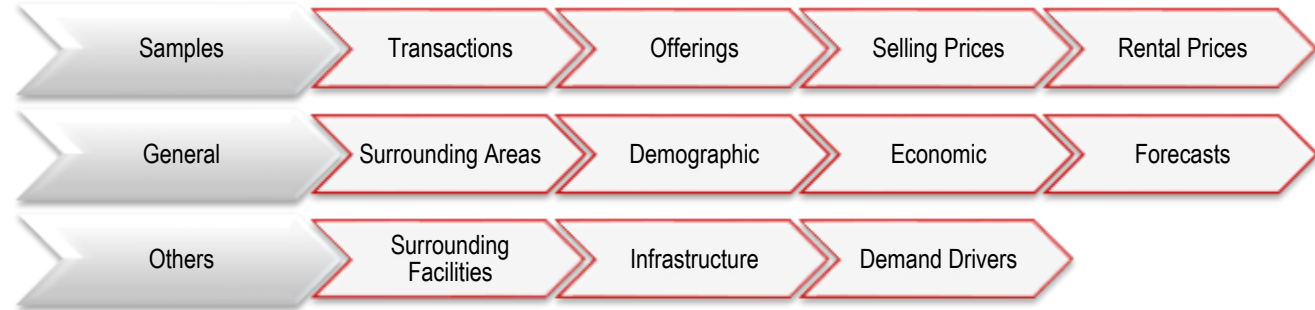 Samples
Transactions
Offerings
Selling Prices
Rental Prices
General
Surrounding Areas
Demographic
Economic
Forecasts
Others
Surrounding
Facilities
Infrastructure
Demand Drivers